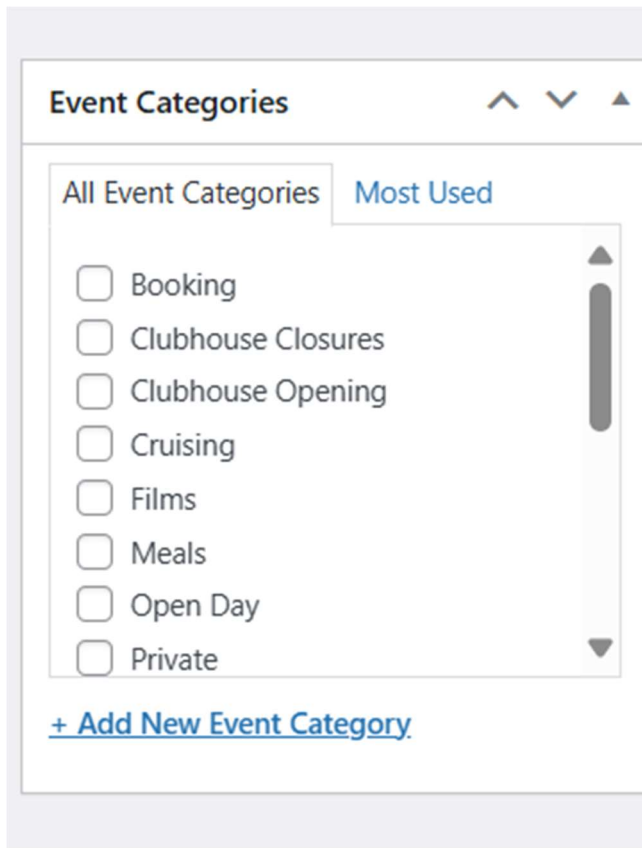 Event Categories
All Event Categories Most Used
Booking
Clubhouse Closures
Clubhouse Opening
Cruising
Films
Meals
Open Day
Private
+ Add New Event Category